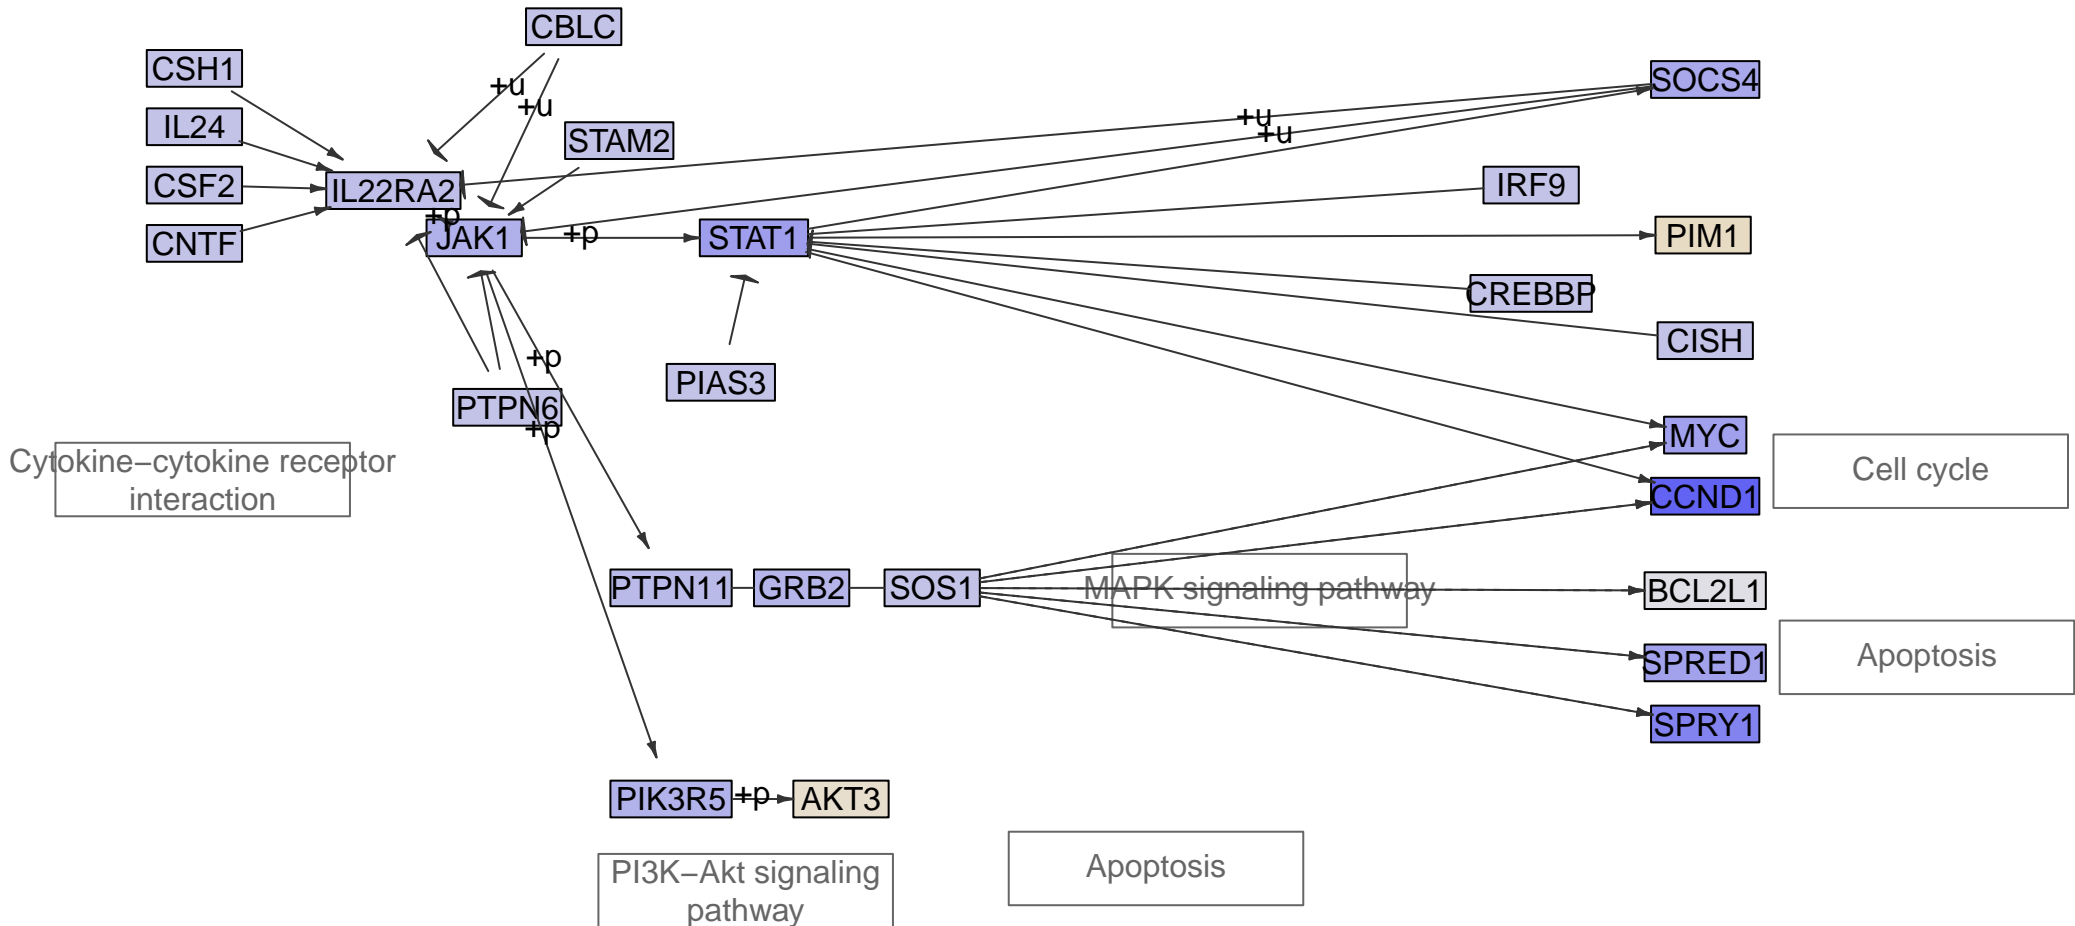 CBLC
CSH1
SOCS4
+u
+u
+u
IL24
+u
STAM2
CSF2
IL22RA2
IRF9
+p
CNTF
JAK1
+p
STAT1
PIM1
CREBBP
CISH
+p
PIAS3
PTPN6
+p
MYC
Cytokine−cytokine receptor
interaction
Cell cycle
CCND1
PTPN11
GRB2
SOS1
MAPK signaling pathway
BCL2L1
SPRED1
Apoptosis
SPRY1
PIK3R5
+p
AKT3
PI3K−Akt signaling
pathway
Apoptosis